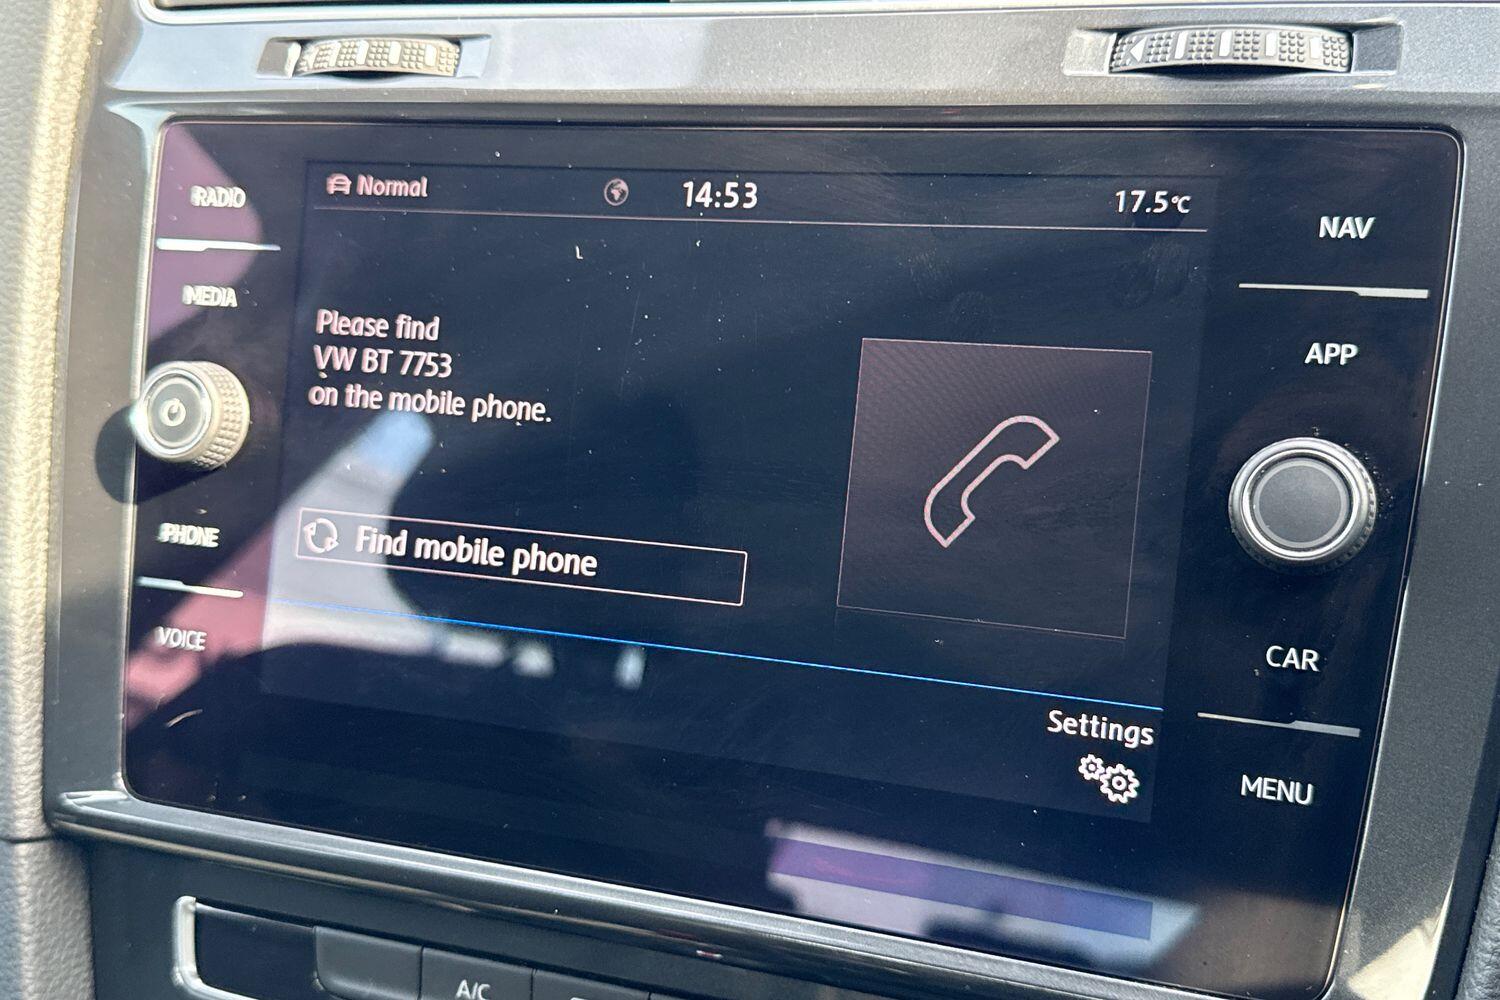 RADIO
MEDIA
PHONE
VOICE
Normal
14:53
17.5°C
Please find
VW BT 7753
on the mobile phone.
Find mobile phone
Settings
NAV
APP
CAR
MENU
A/C